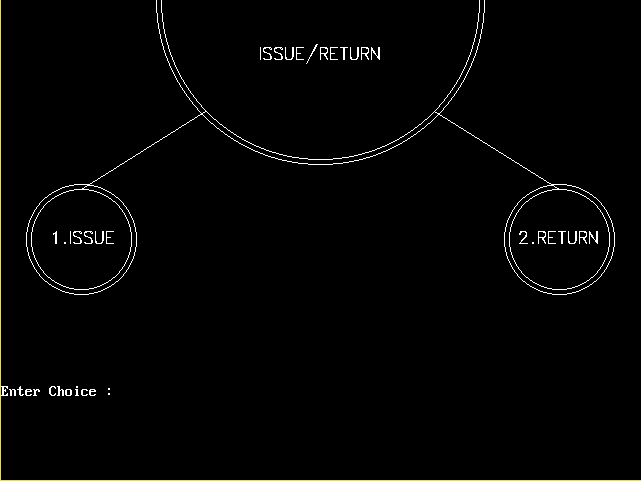 ISSUE/RETURN
1.ISSUE
2.RETURN
Enter Choice :